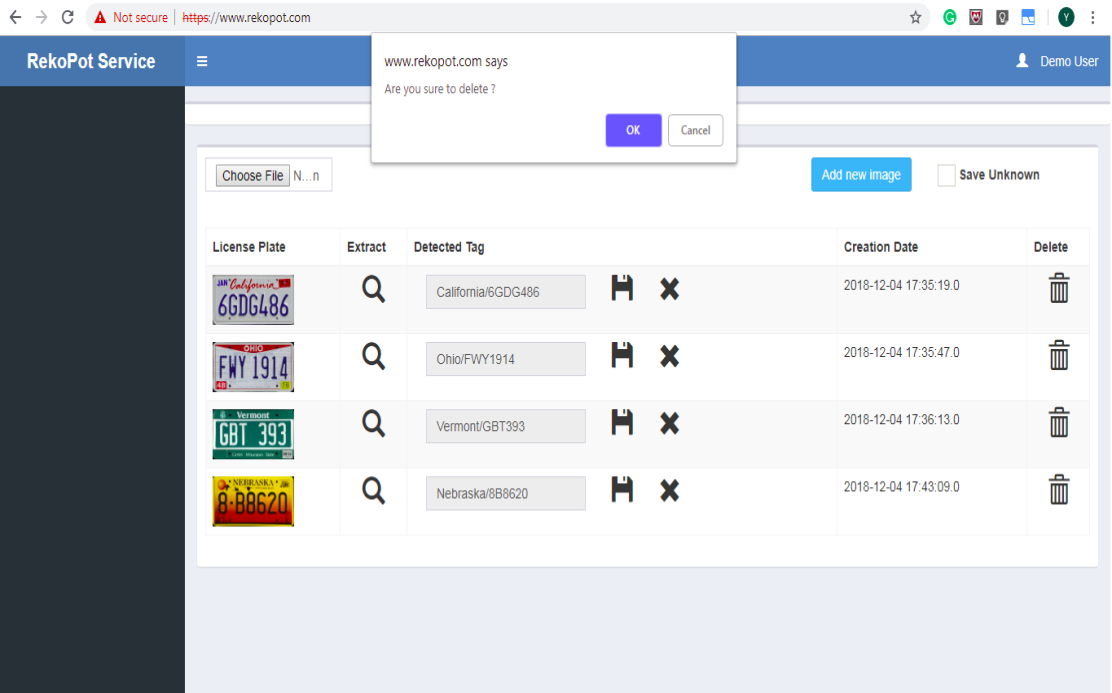 Not secure | https://www.rekopot.com
RekoPot Service
Demo User
www.rekopot.com says
Are you sure to delete ?
OK Cancel
Choose File N...n
Add new image
Save Unknown
License Plate Extract Detected Tag Creation Date Delete
JAN California
6GDG486
California/6GDG486
2018-12-04 17:35:19.0
OHIO
FWY 1914
Ohio/FWY1914
2018-12-04 17:35:47.0
Vermont
GBT 393
Vermont/GBT393
2018-12-04 17:36:13.0
NEBRASKA
8-B8620
Nebraska/8B8620
2018-12-04 17:43:09.0
Y